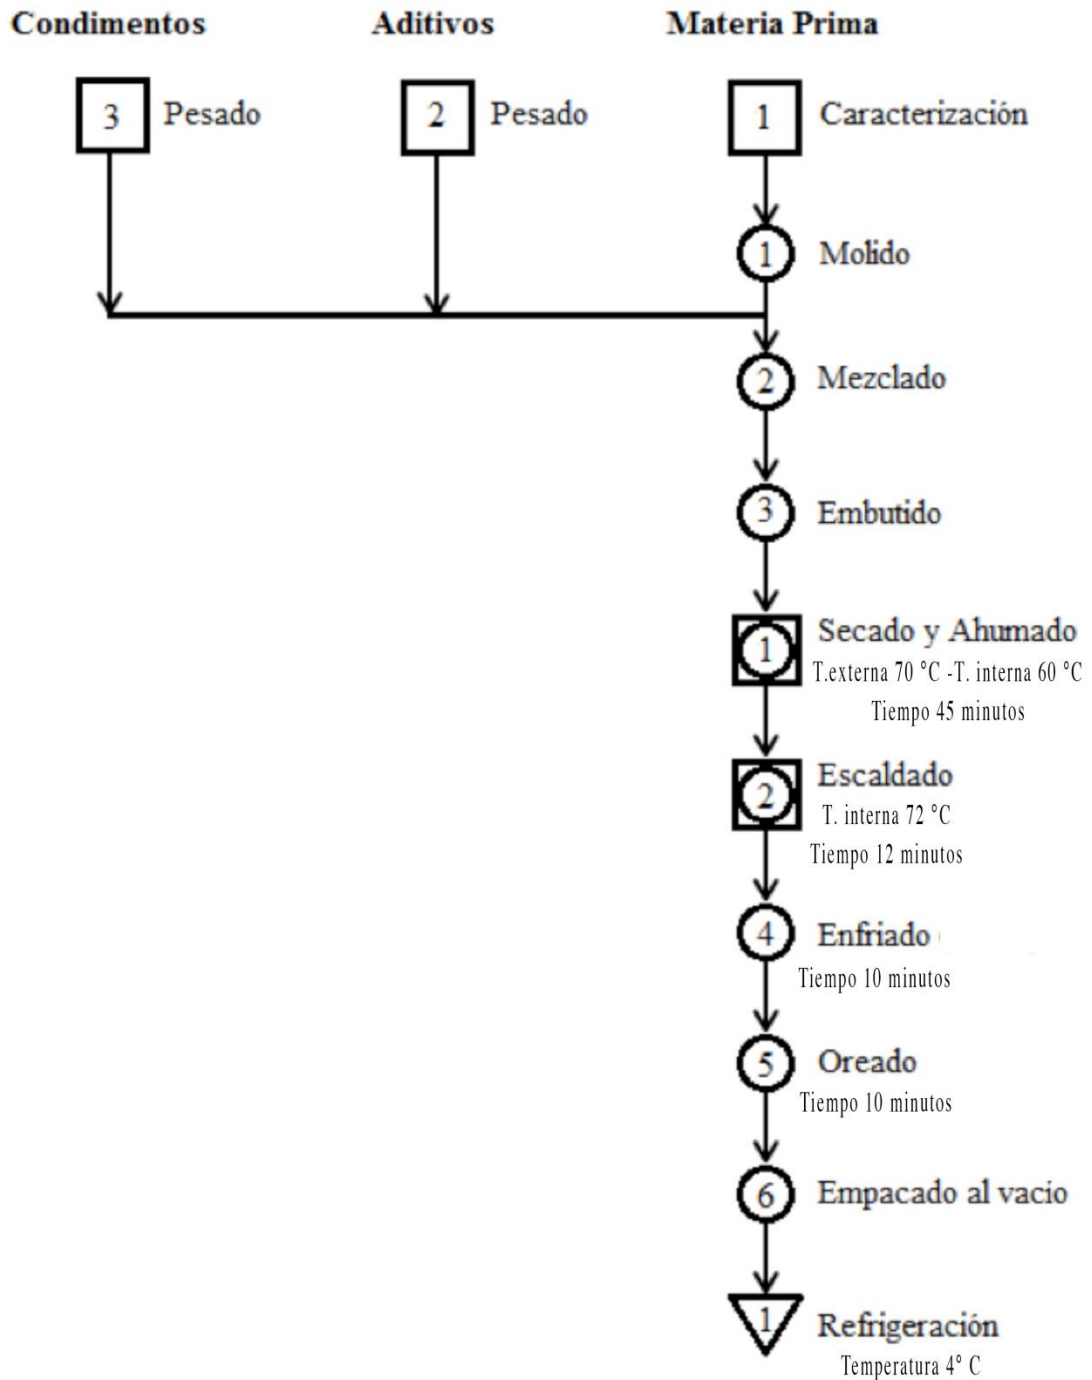 Condimentos Aditivos Materia Prima
3 Pesado 2 Pesado 1 Caracterización
1 Molido
2 Mezclado
3 Embutido
1 Secado y Ahumado
T.externa 70 °C -T. interna 60 °C
Tiempo 45 minutos
2 Escaldado
T. interna 72 °C
Tiempo 12 minutos
4 Enfriado
Tiempo 10 minutos
5 Oreado
Tiempo 10 minutos
6 Empacado al vacio
1 Refrigeración
Temperatura 4° C